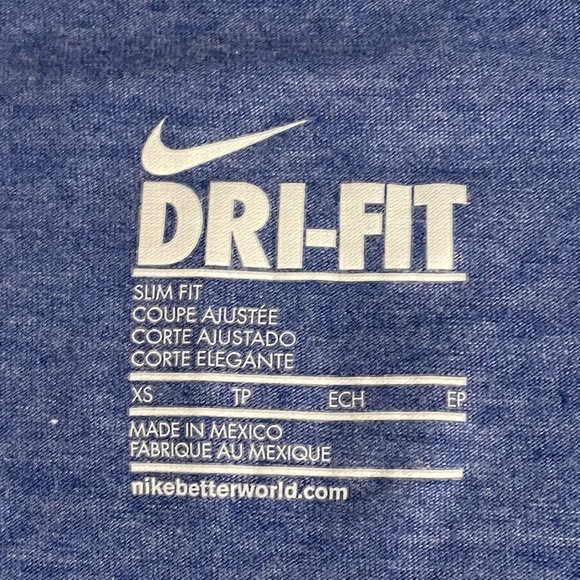 DRI-FIT
SLIM FIT
COUPE AJUSTÉE
CORTE AJUSTADO
CORTE ELEGANTE
XS TP ECH EP
MADE IN MEXICO
FABRIQUE AU MEXIQUE
nikebetterworld.com